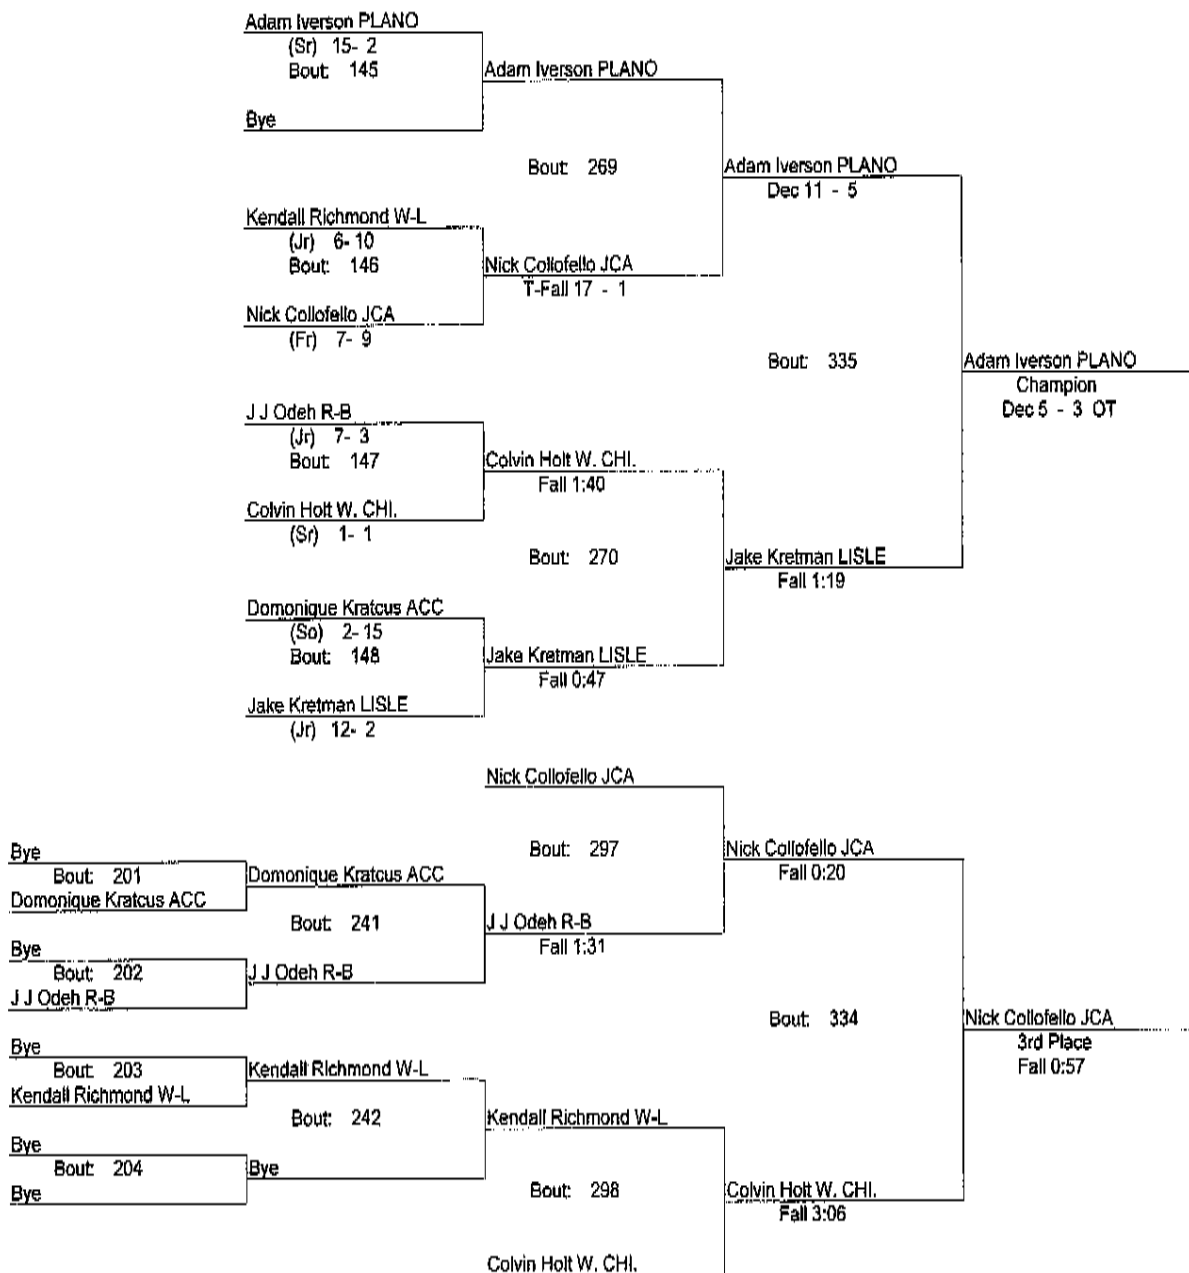 Adam Iverson PLANO
(Sr) 15- 2
Bout: 145
Bye
Adam Iverson PLANO
Bout: 269
Kendall Richmond W-L
(Jr) 6- 10
Bout: 146
Nick Collofello JCA
(Fr) 7- 9
Nick Collofello JCA
T-Fall 17 - 1
Adam Iverson PLANO
Dec 11 - 5
J J Odeh R-B
(Jr) 7- 3
Bout: 147
Colvin Holt W. CHI.
(Sr) 1- 1
Colvin Holt W. CHI.
Fall 1:40
Bout: 270
Domonique Kratcus ACC
(So) 2- 15
Bout: 148
Jake Kretman LISLE
(Jr) 12- 2
Jake Kretman LISLE
Fall 0:47
Jake Kretman LISLE
Fall 1:19
Bout: 335
Adam Iverson PLANO
Champion
Dec 5 - 3 OT
Nick Collofello JCA
Bout: 297
Bye
Bout: 201
Domonique Kratcus ACC
Domonique Kratcus ACC
Bout: 241
Bye
Bout: 202
J J Odeh R-B
J J Odeh R-B
J J Odeh R-B
Fall 1:31
Nick Collofello JCA
Fall 0:20
Bye
Bout: 203
Kendall Richmond W-L
Kendall Richmond W-L
Bout: 242
Bye
Bout: 204
Bye
Bye
Kendall Richmond W-L
Bout: 298
Colvin Holt W. CHI.
Colvin Holt W. CHI.
Fall 3:06
Bout: 334
Nick Collofello JCA
3rd Place
Fall 0:57